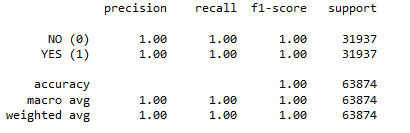 precision recall f1-score support
NO (0) 1.00 1.00 1.00 31937
YES (1) 1.00 1.00 1.00 31937
accuracy 1.00 63874
macro avg 1.00 1.00 1.00 63874
weighted avg 1.00 1.00 1.00 63874